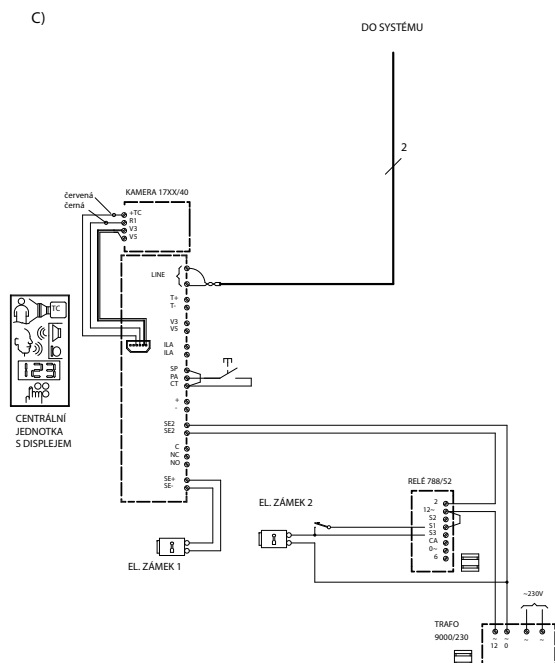 C)
DO SYSTÉMU
2
KAMERA 17XX/40
červená
černá
+TC
R1
V3
V5
LINE
T+
T-
V3
V5
ILA
ILA
SP
PA
CT
+
-
SE2
SE2
C
NC
NO
SE+
SE-
TC
123
CENTRÁLNÍ
JEDNOTKA
S DISPLEJEM
EL. ZÁMEK 1
EL. ZÁMEK 2
RELÉ 788/52
2
12~
S2
S1
S3
CA
0~
6
~230V
TRAFO
9000/230
~ ~ ~ ~
12 0